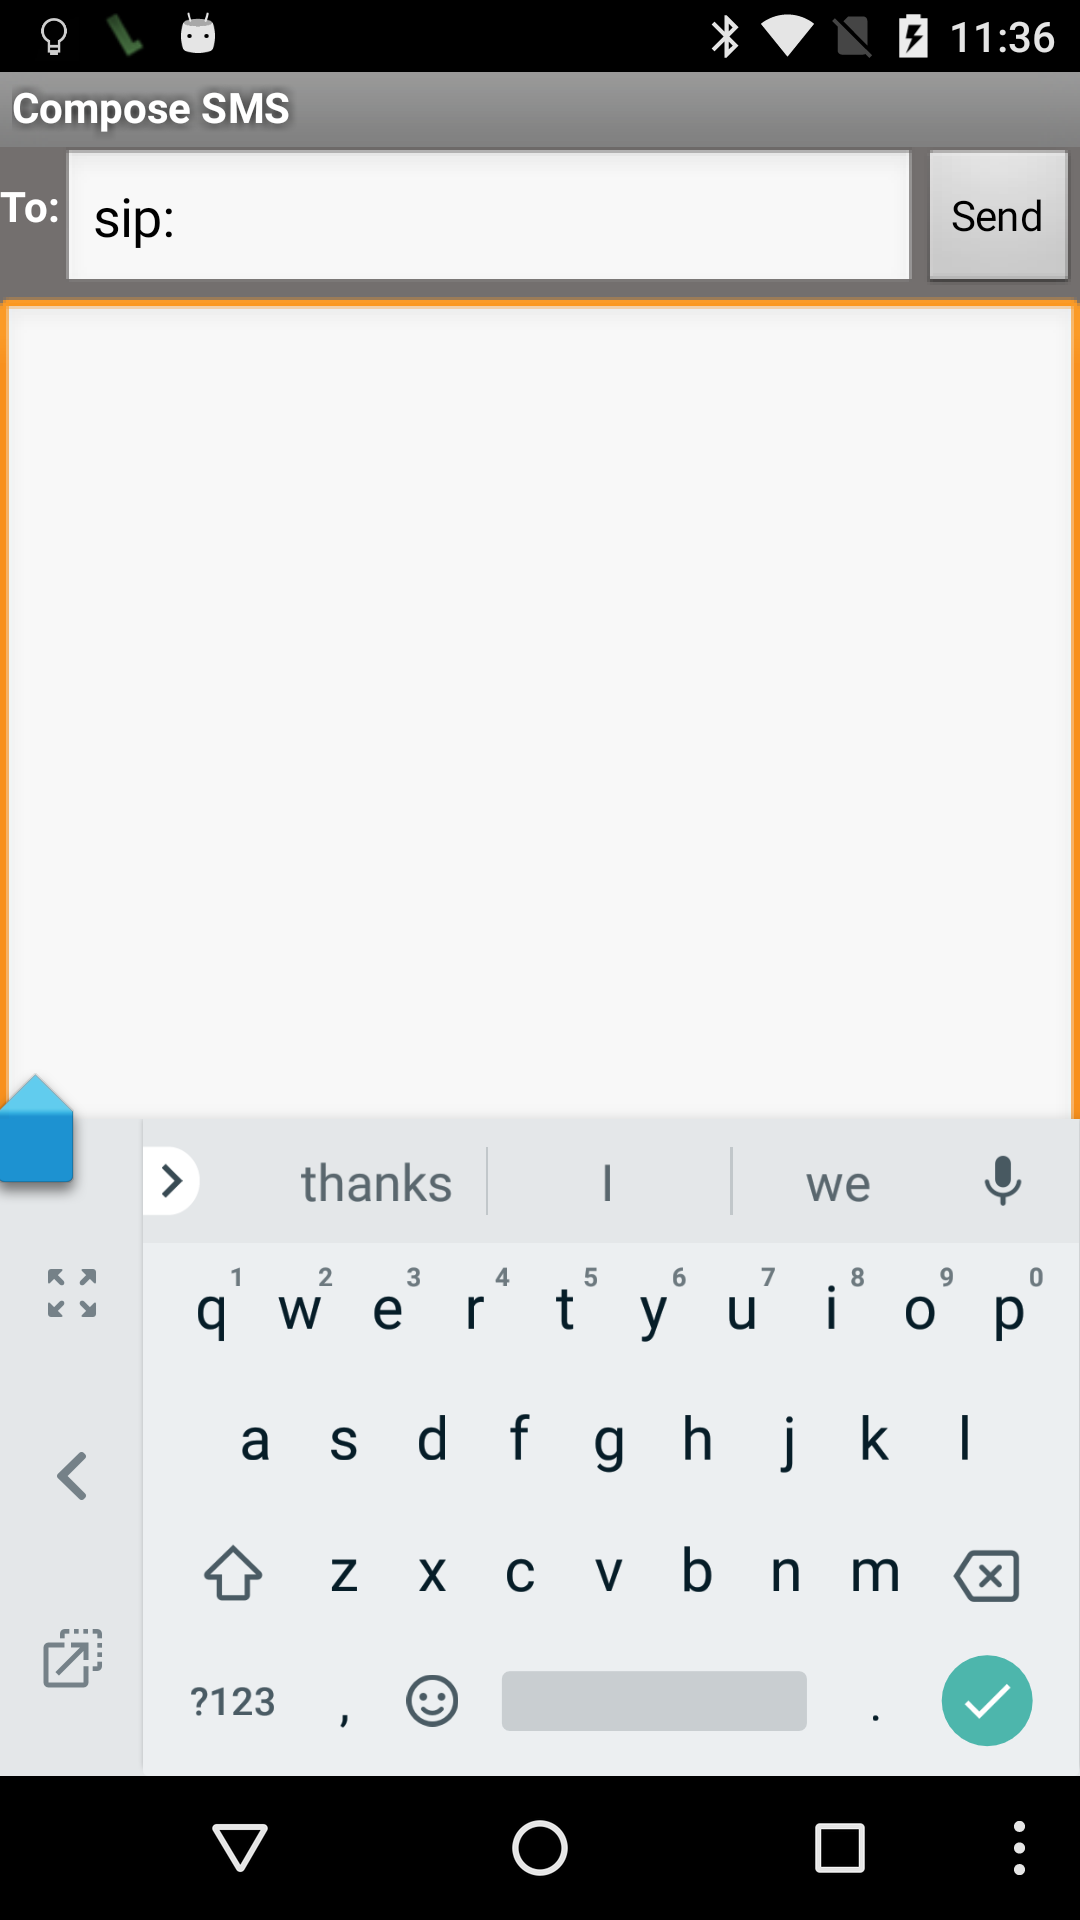 11:36
Compose SMS
To: sip: Send
thanks I we
1 2 3 4 5 6 7 8 9 0
q w e r t y u i o p
a s d f g h j k l
z x c v b n m
?123 , .